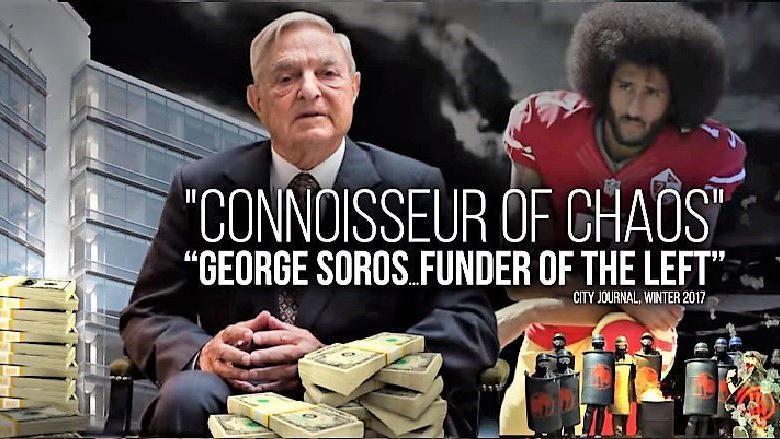 "CONNOISSEUR OF CHAOS"
“GEORGE SOROS...FUNDER OF THE LEFT”
CITY JOURNAL, WINTER 2017